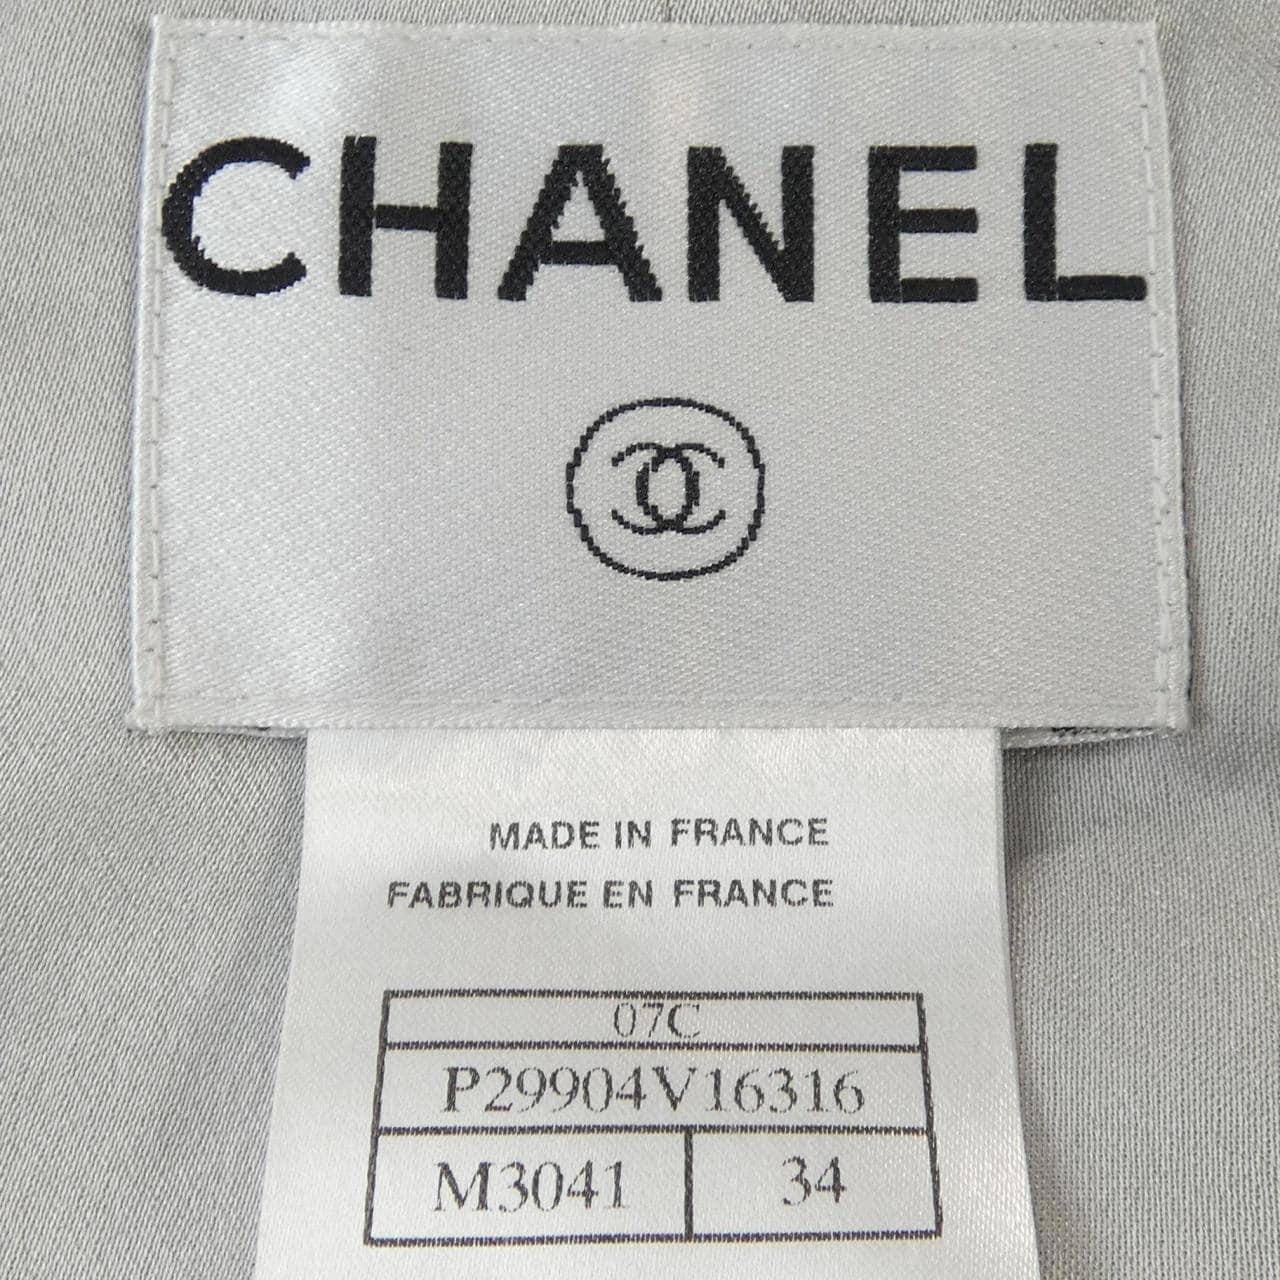 CHANEL
MADE IN FRANCE
FABRIQUE EN FRANCE
07C
P29904V16316
M3041 34